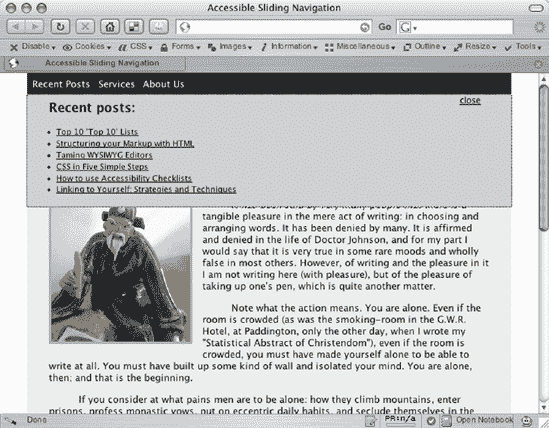 Accessible Sliding Navigation
Go
Disable Cookies CSS Forms Images Information Miscellaneous Outline Resize Tools
Accessible Sliding Navigation
Recent Posts Services About Us
Recent posts:
close
Top 10 'Top 10' Lists
Structuring your Markup with HTML
Taming WYSIWYG Editors
CSS in Five Simple Steps
How to use Accessibility Checklists
Linking to Yourself: Strategies and Techniques
tangible pleasure in the mere act of writing: in choosing and
arranging words. It has been denied by many. It is affirmed
and denied in the life of Doctor Johnson, and for my part I
would say that it is very true in some rare moods and wholly
false in most others. However, of writing and the pleasure in it
I am not writing here (with pleasure), but of the pleasure of
taking up one's pen, which is quite another matter.
Note what the action means. You are alone. Even if the
room is crowded (as was the smoking-room in the G.W.R.
Hotel, at Paddington, only the other day, when I wrote my
"Statistical Abstract of Christendom"), even if the room is
crowded, you must have made yourself alone to be able to
write at all. You must have built up some kind of wall and isolated your mind. You are alone,
then; and that is the beginning.
If you consider at what pains men are to be alone: how they climb mountains, enter
prisons, profess monastic vows, put on eccentric daily habits, and seclude themselves in the
Done PR:n/a Open Notebook